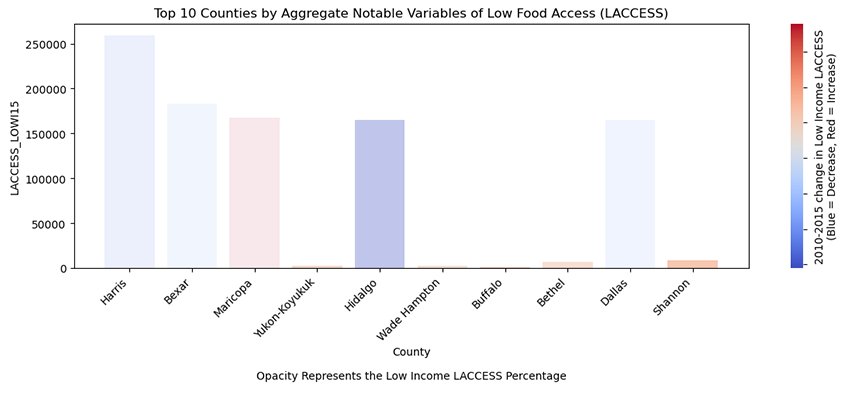 Top 10 Counties by Aggregate Notable Variables of Low Food Access (LACCESS)
250000
200000
150000
100000
50000
0
LACCESS_LOWI15
Harris
Bexar
Maricopa
Yukon-Koyukuk
Hidalgo
Wade Hampton
Buffalo
Bethel
Dallas
Shannon
County
Opacity Represents the Low Income LACCESS Percentage
2010-2015 change in Low Income LACCESS
(Blue = Decrease, Red = Increase)